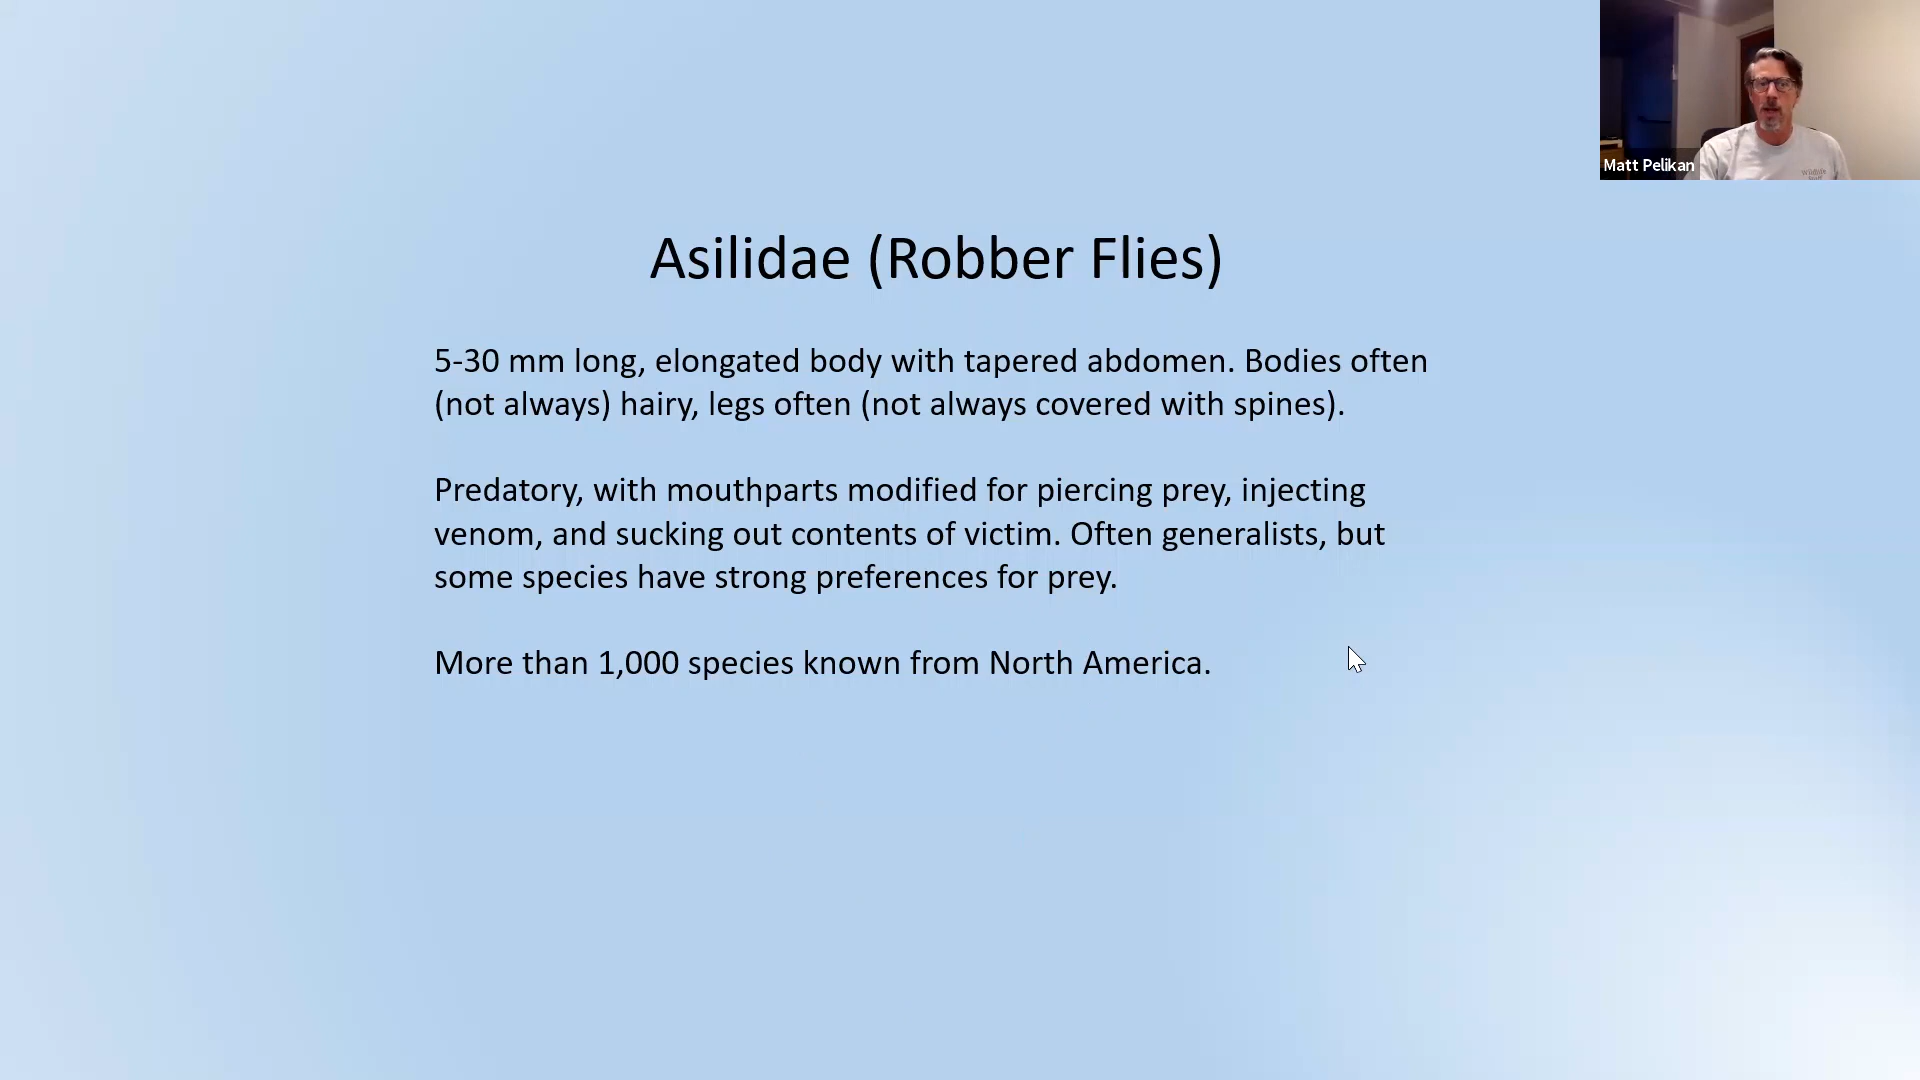 Matt Pelikan
Asilidae (Robber Flies)
5-30 mm long, elongated body with tapered abdomen. Bodies often
(not always) hairy, legs often (not always covered with spines).
Predatory, with mouthparts modified for piercing prey, injecting
venom, and sucking out contents of victim. Often generalists, but
some species have strong preferences for prey.
More than 1,000 species known from North America.